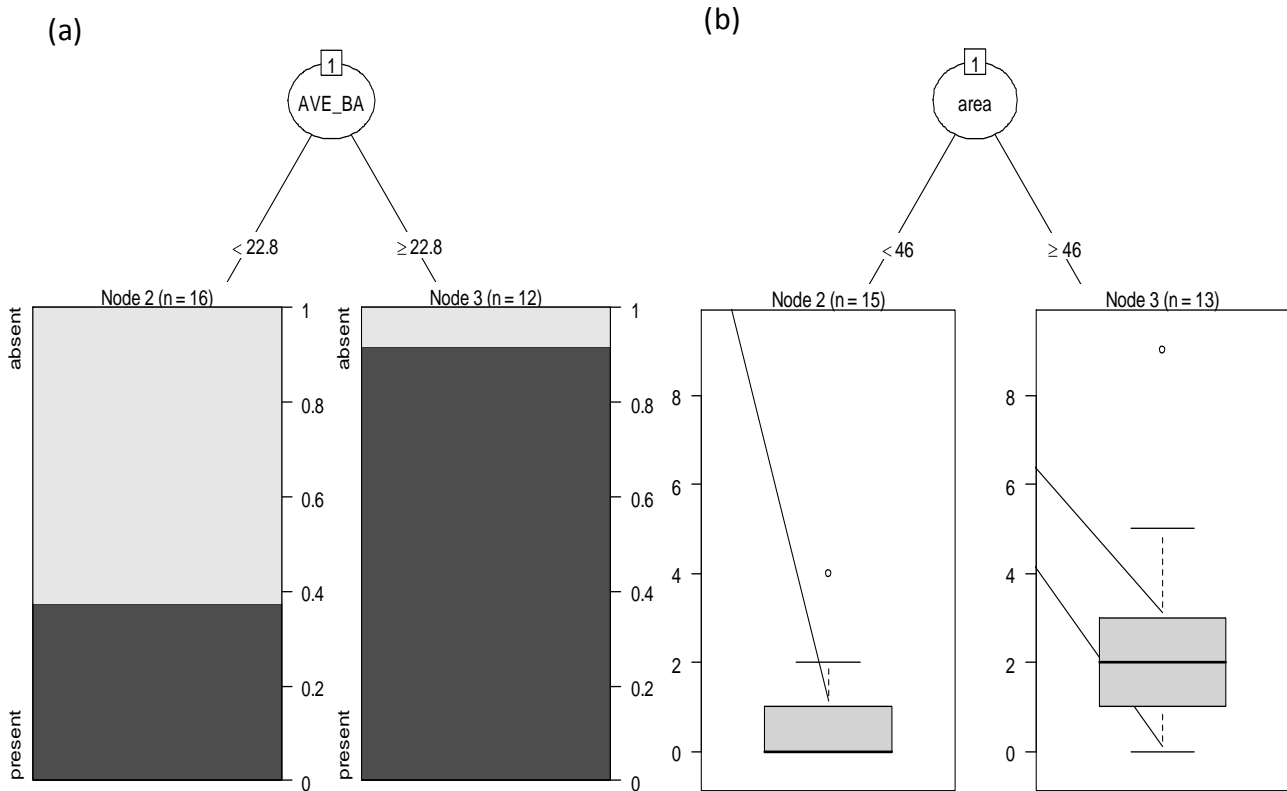 (a)
1
AVE_BA
< 22.8
≥ 22.8
Node 2 (n = 16)
absent
present
1
0.8
0.6
0.4
0.2
0
Node 3 (n = 12)
absent
present
1
0.8
0.6
0.4
0.2
0
(b)
1
area
< 46
≥ 46
Node 2 (n = 15)
8
6
4
2
0
Node 3 (n = 13)
8
6
4
2
0